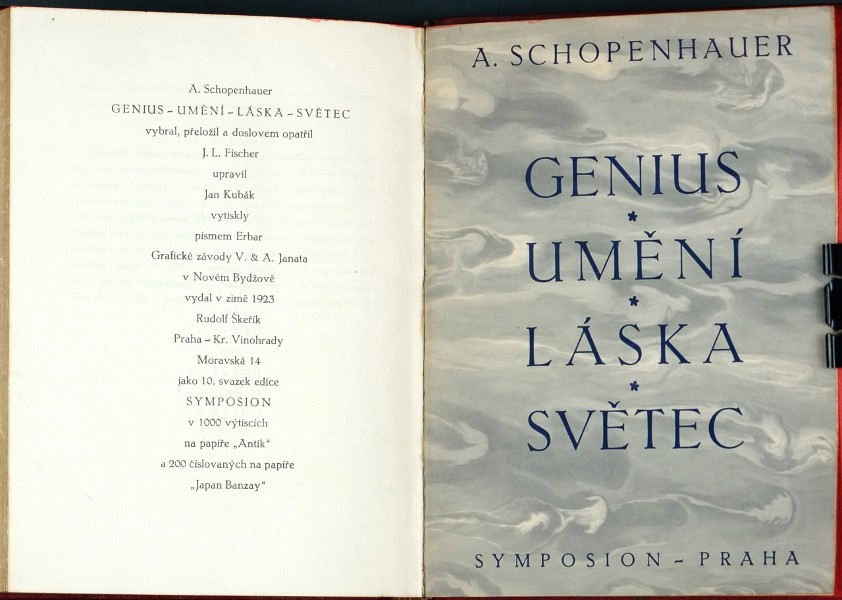 A. Schopenhauer
GENIUS – UMĚNÍ – LÁSKA – SVĚTEC
vybral, přeložil a doslovem opatřil
J. L. Fischer
upravil
Jan Kubák
vytiskly
písmem Erbar
Grafické závody V. & A. Janata
v Novém Bydžově
vydal v zimě 1923
Rudolf Škeřík
Praha – Kr. Vinohrady
Moravská 14
jako 10. svazek edice
SYMPOSION
v 1000 výtiscích
na papíře „Antik“
a 200 číslovaných na papíře
„Japan Banzay“
A. SCHOPENHAUER
GENIUS
*
UMĚNÍ
*
LÁSKA
*
SVĚTEC
SYMPOSION – PRAHA